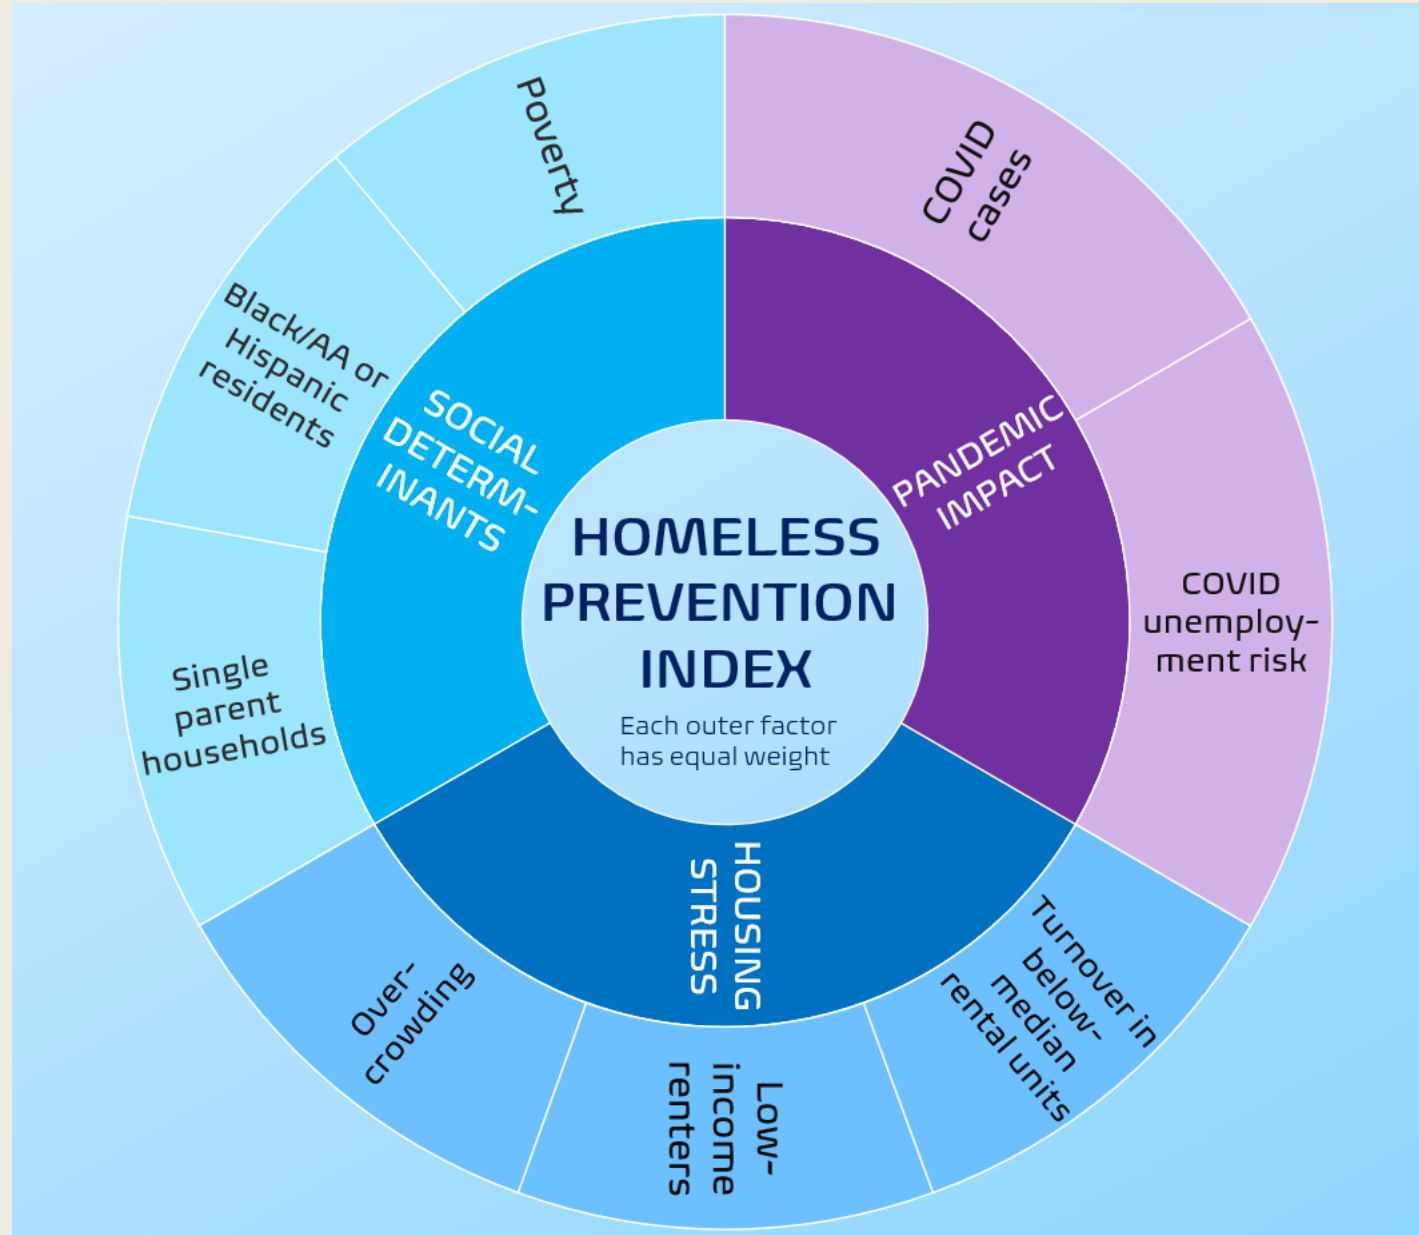 HOMELESS
PREVENTION
INDEX
Each outer factor
has equal weight
PANDEMIC
IMPACT
COVID
cases
COVID
unemploy-
ment risk
HOUSING
STRESS
Turnover in
below-
median
rental units
Low-
income
renters
Over-
crowding
SOCIAL
DETERM-
INANTS
Single
parent
households
Black/AA or
Hispanic
residents
Poverty